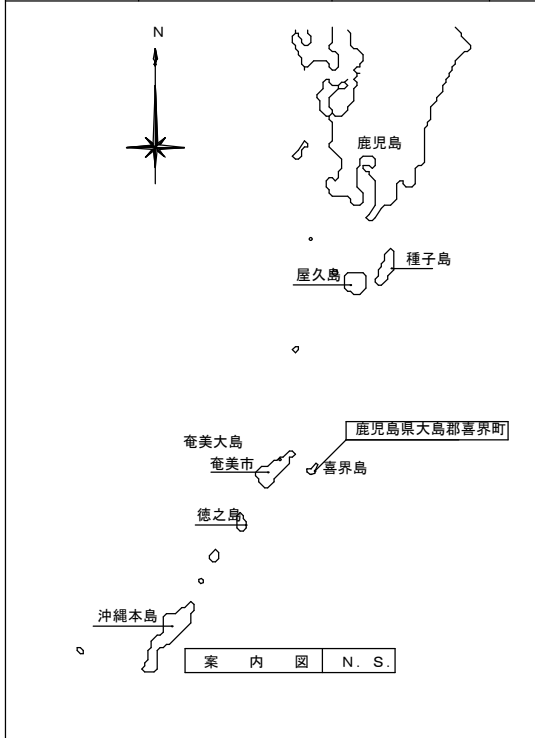 N
鹿児島
種子島
屋久島
鹿児島県大島郡喜界町
奄美大島
奄美市
喜界島
徳之島
沖縄本島
案 内 図 N. S.